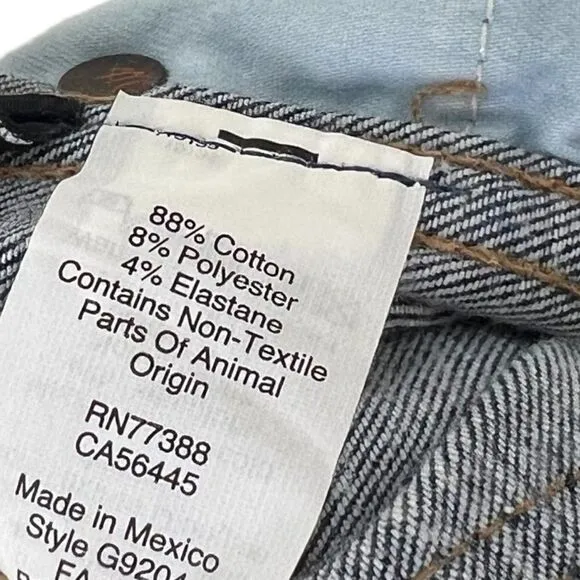 88% Cotton
8% Polyester
4% Elastane
Contains Non-Textile
Parts Of Animal
Origin
RN77388
CA56445
Made in Mexico
Style G9204
FA